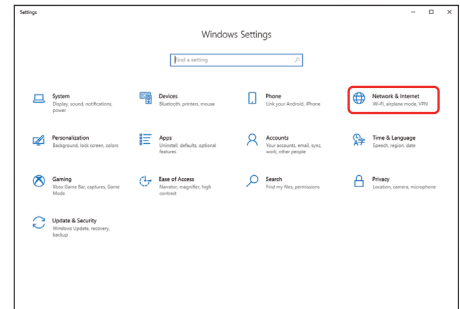 Settings
Windows Settings
Find a setting
System
Display, sound, notifications,
power
Devices
Bluetooth, printers, mouse
Phone
Link your Android, iPhone
Network & Internet
Wi-Fi, airplane mode, VPN
Personalization
Background, lock screen, colors
Apps
Uninstall, defaults, optional
features
Accounts
Your accounts, email, sync,
work, other people
Time & Language
Speech, region, date
Gaming
Xbox Game Bar, captures, Game
Mode
Ease of Access
Narrator, magnifier, high
contrast
Search
Find my files, permissions
Privacy
Location, camera, microphone
Update & Security
Windows Update, recovery,
backup